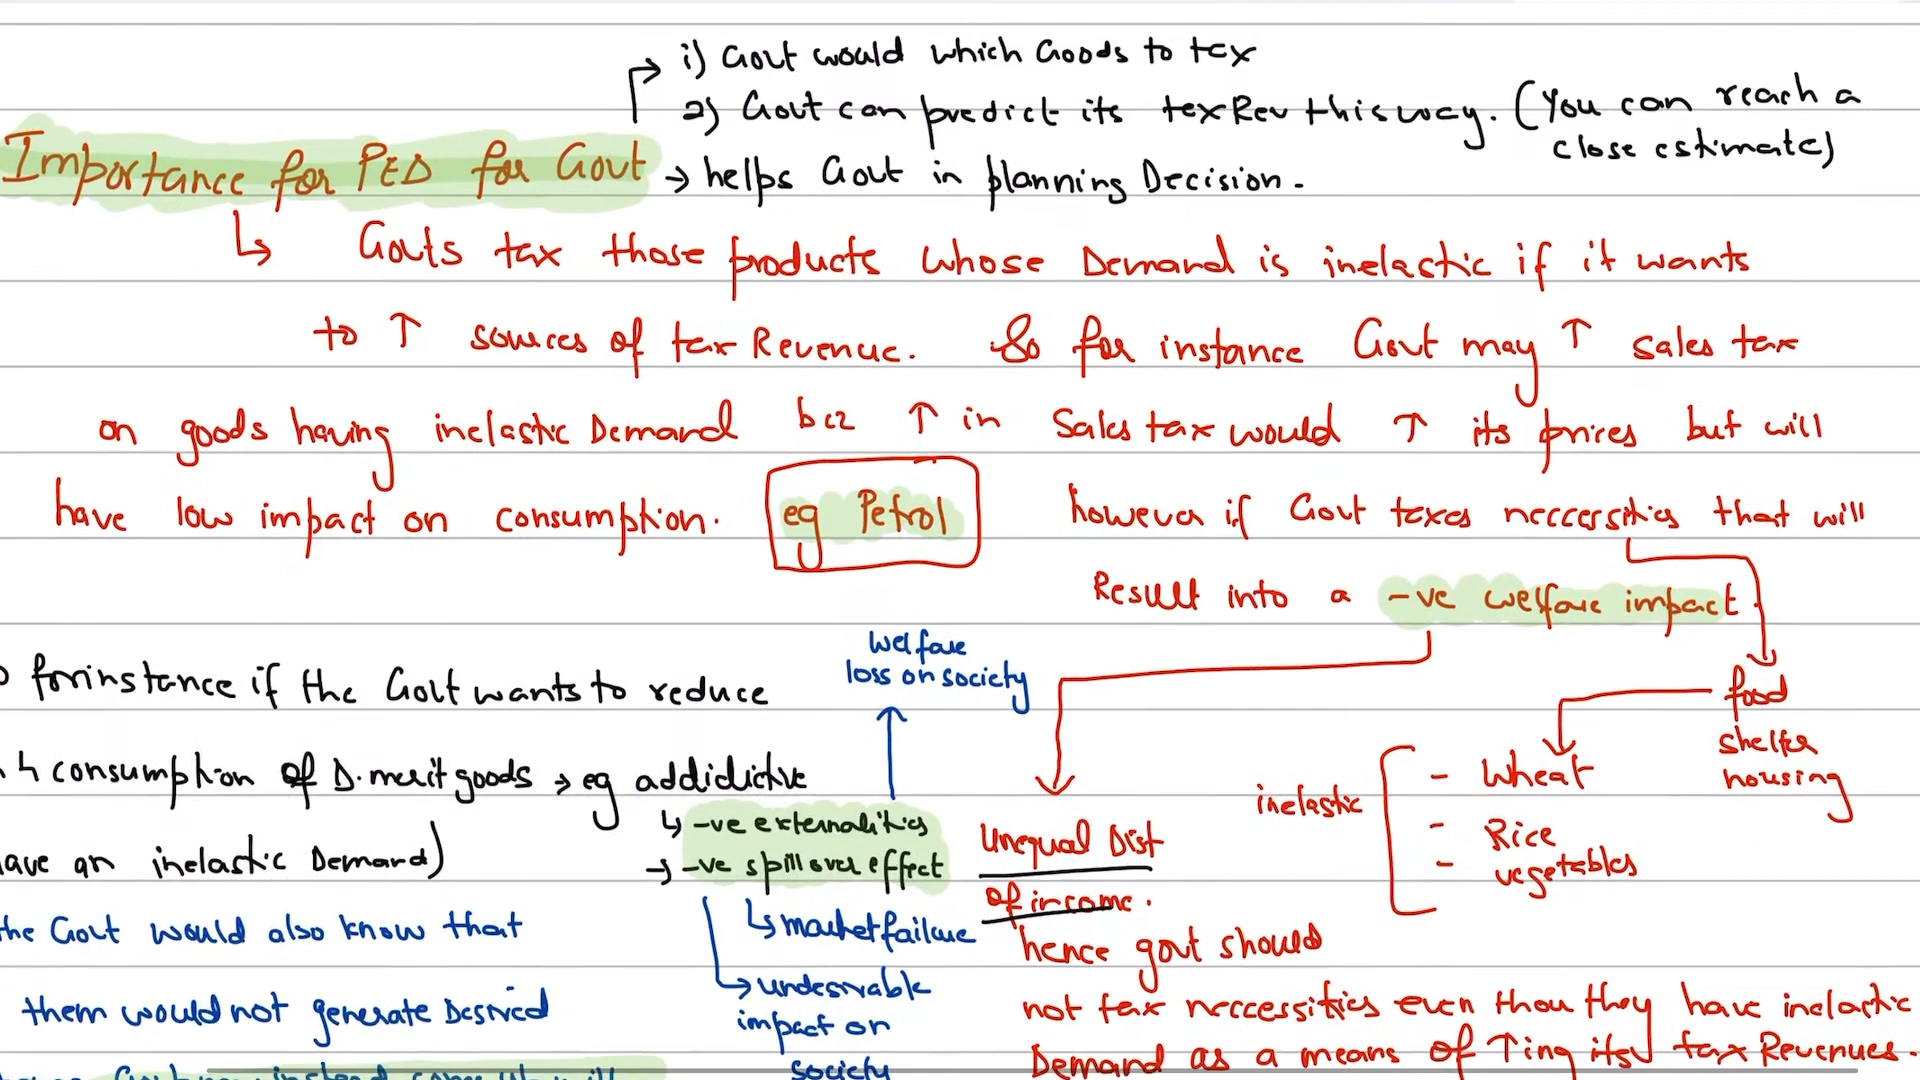 i) Govt would which Goods to tax
2) Govt can predict its tax Rev this way. (You can reach a
close estimate)
Importance for PED for Govt → helps Govt in planning Decision.
↳ Govts tax those products whose Demand is inelastic if it wants
to ↑ sources of tax Revenue. So for instance Govt may ↑ sales tax
on goods having inelastic Demand bcz ↑ in Sales tax would ↑ its prices but will
have low impact on consumption. eg Petrol however if Govt taxes neccessities that will
Result into a -ve welfare impact.
welfare
loss on society
for instance if the Govt wants to reduce
food
shelter
housing
consumption of D.merit goods → eg addidictive
↳ -ve externalities
→ -ve spill over effect
have an inelastic Demand)
inelastic
- Wheat
- Rice
- vegetables
Unequal Dist
of income.
the Govt would also know that
↳ market failure
hence govt should
them would not generate Desired
↳ undesirable
impact on
society
not tax neccessities even thou they have inelastic
Demand as a means of ↑ing its tax Revenues.